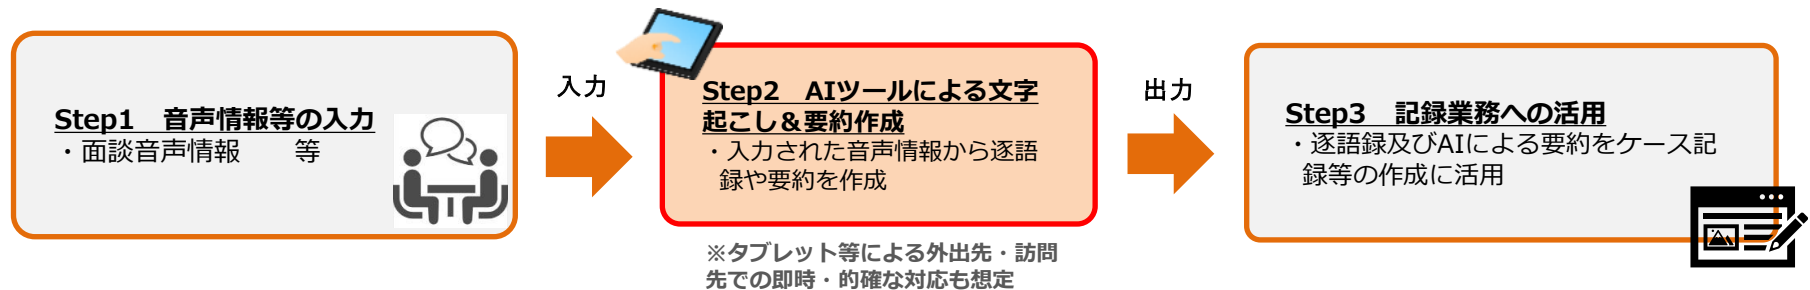 Step1　音声情報等の入力
・面談音声情報　　等
入力
Step2　AIツールによる文字
起こし＆要約作成
・入力された音声情報から逐語
録や要約を作成
※タブレット等による外出先・訪問
先での即時・的確な対応も想定
出力
Step3　記録業務への活用
・逐語録及びAIによる要約をケース記
録等の作成に活用